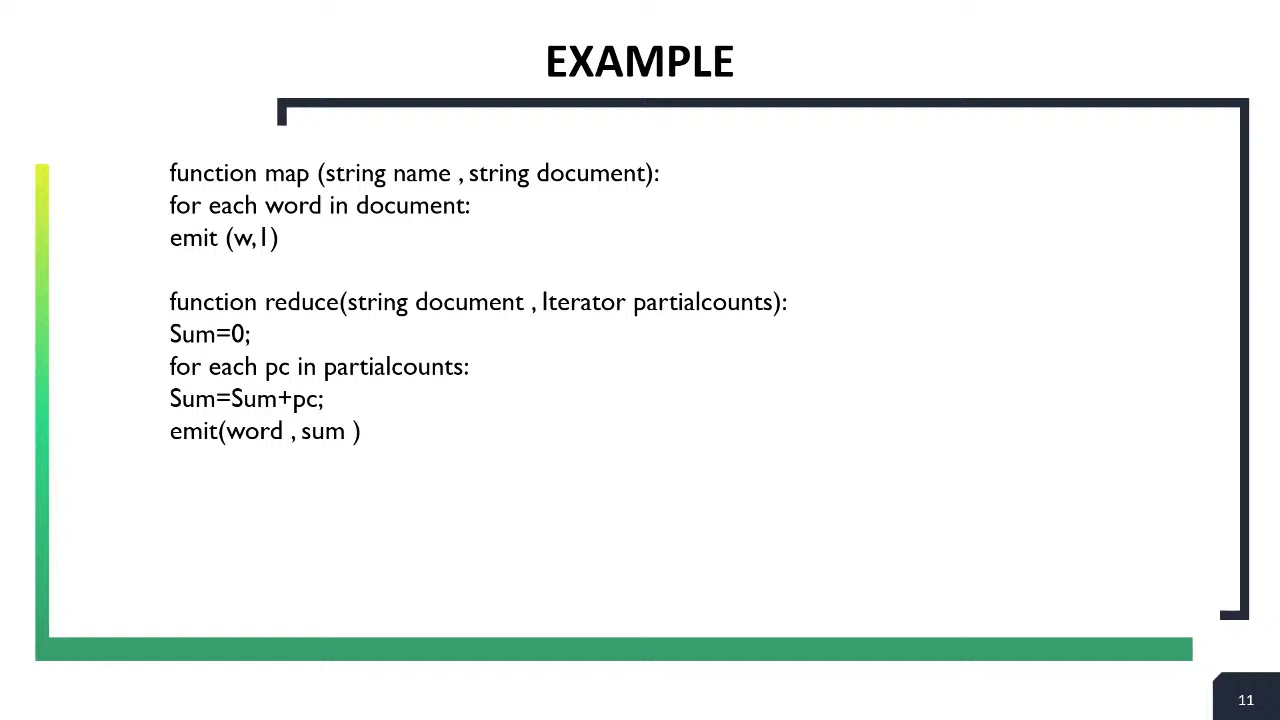 EXAMPLE
function map (string name , string document):
for each word in document:
emit (w,1)
function reduce(string document , Iterator partialcounts):
Sum=0;
for each pc in partialcounts:
Sum=Sum+pc;
emit(word , sum )
11